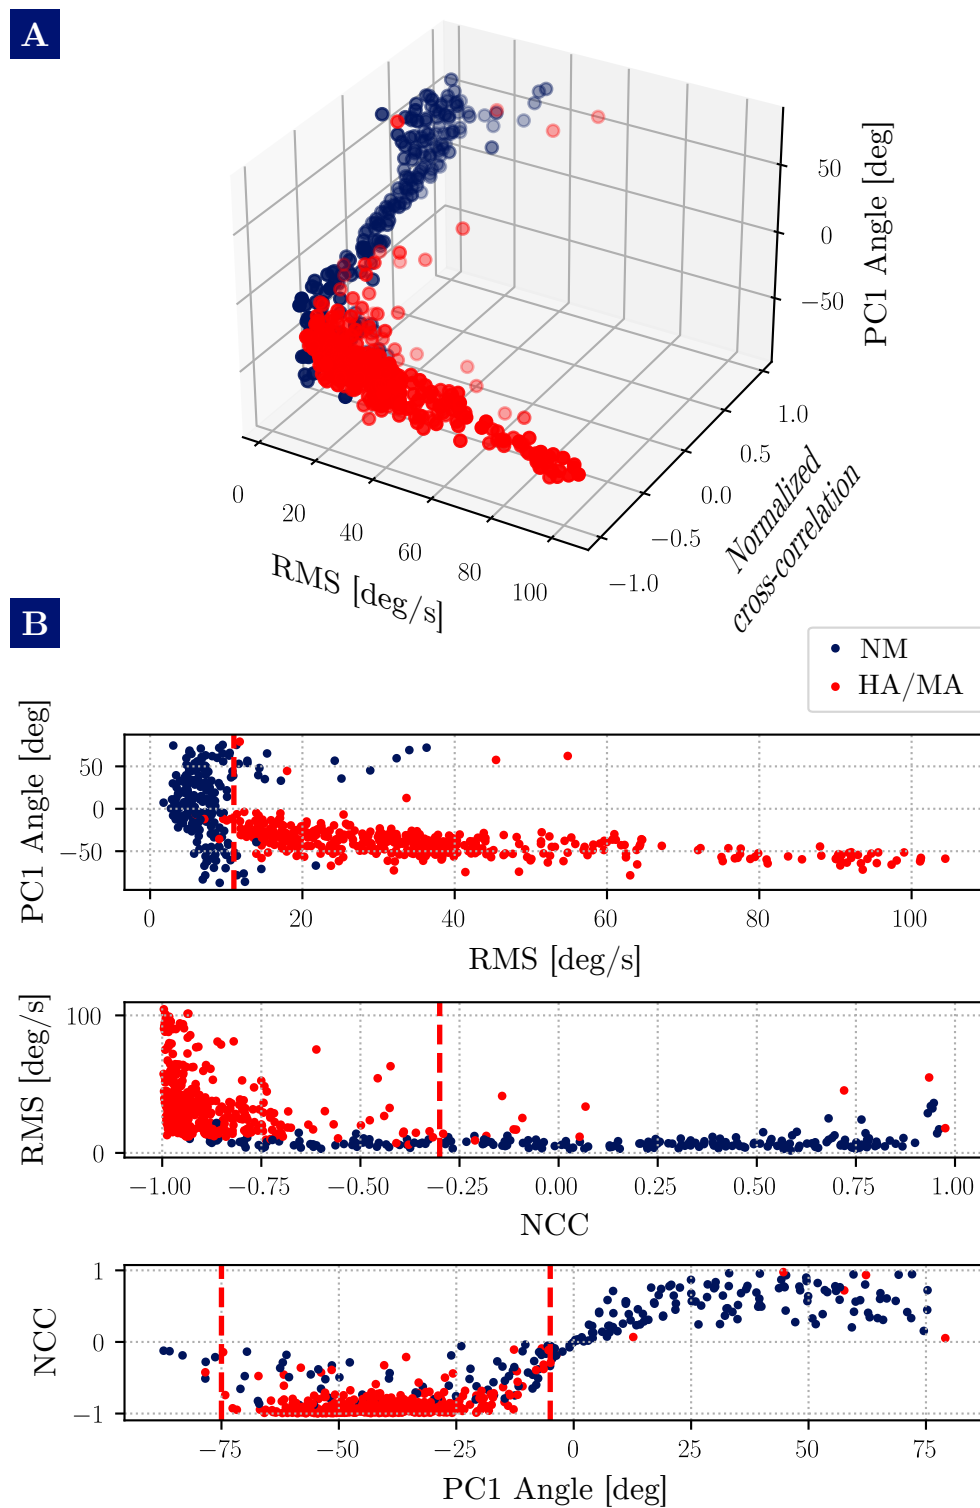 A
PC1 Angle [deg]
50
0
−50
1.0
0.5
0.0
−0.5
−1.0
Normalized
cross-correlation
0
20
40
60
80
100
RMS [deg/s]
B
NM
HA/MA
PC1 Angle [deg]
50
0
−50
0 20 40 60 80 100
RMS [deg/s]
RMS [deg/s]
100
0
−1.00 −0.75 −0.50 −0.25 0.00 0.25 0.50 0.75 1.00
NCC
NCC
1
0
−1
−75 −50 −25 0 25 50 75
PC1 Angle [deg]